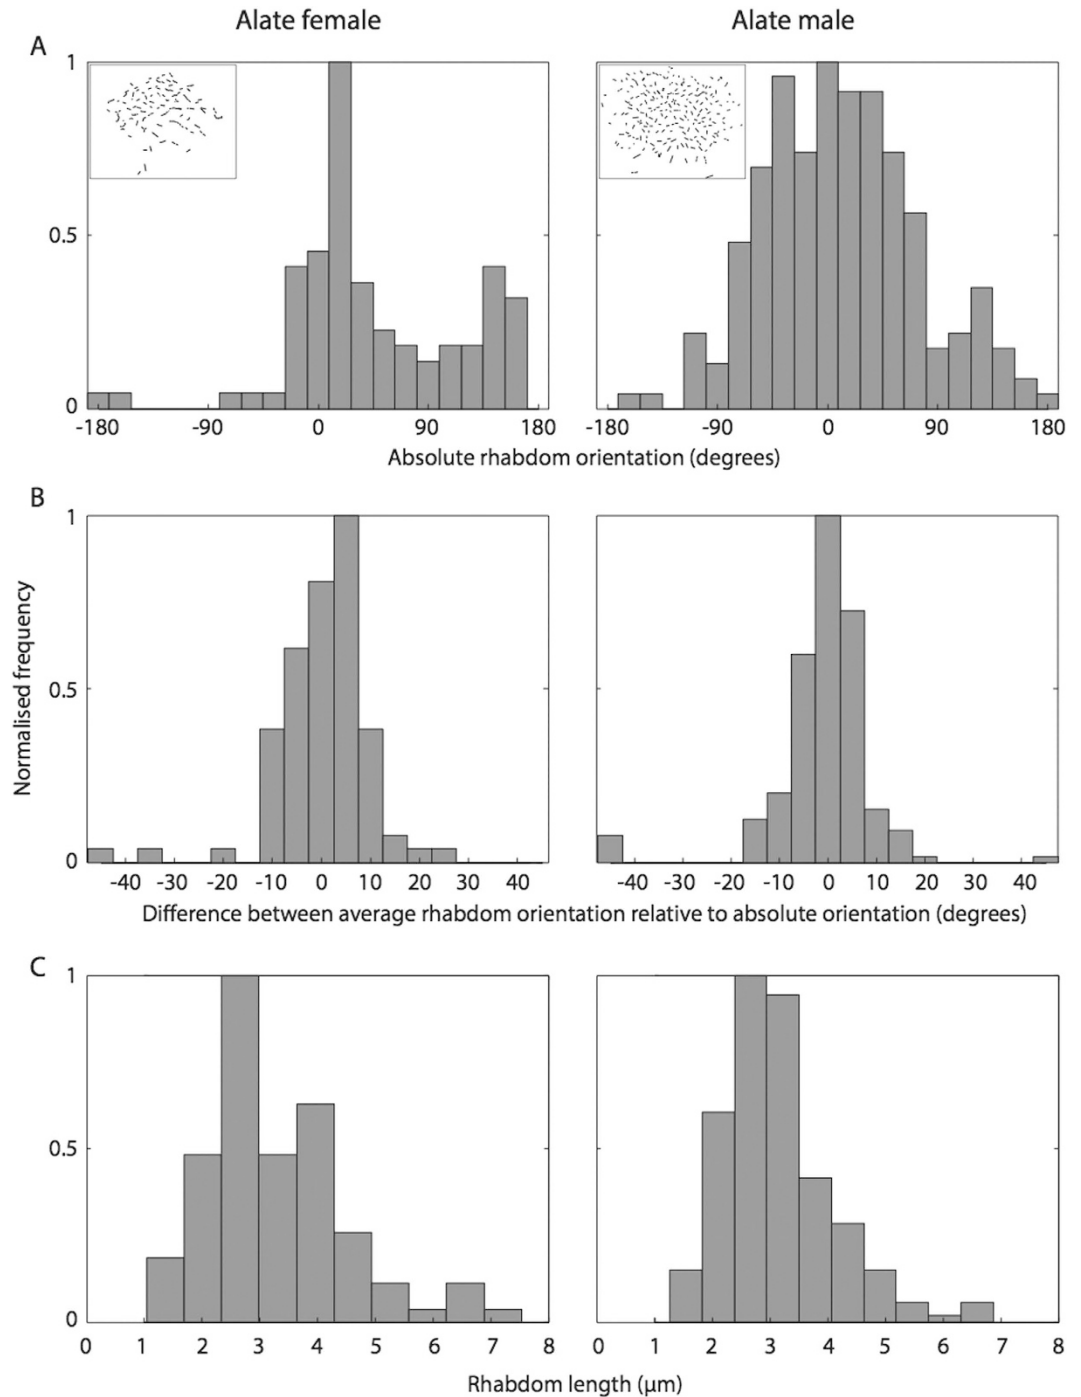 Alate female Alate male
A
1
0.5
0
-180 -90 0 90 180 -180 -90 0 90 180
Absolute rhabdom orientation (degrees)
B
1
Normalised frequency
0.5
0
-40 -30 -20 -10 0 10 20 30 40 -40 -30 -20 -10 0 10 20 30 40
Difference between average rhabdom orientation relative to absolute orientation (degrees)
C
1
0.5
0
0 1 2 3 4 5 6 7 8 0 1 2 3 4 5 6 7 8
Rhabdom length (μm)